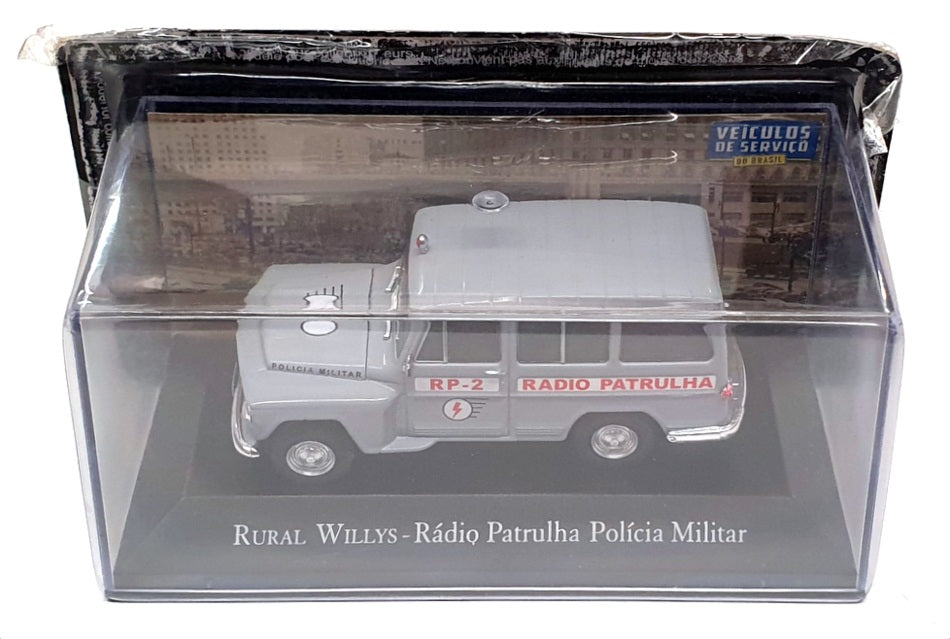 VEÍCULOS
DE SERVIÇO
DO BRASIL
POLICIA MILITAR
RP-2 RADIO PATRULHA
RURAL WILLYS - Rádio Patrulha Polícia Militar